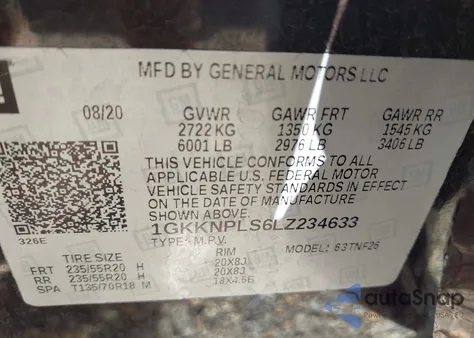 MFD BY GENERAL MOTORS LLC
08/20 GVWR GAWR FRT GAWR RR
2722 KG 1350 KG 1545 KG
6001 LB 2976 LB 3406 LB
THIS VEHICLE CONFORMS TO ALL
APPLICABLE U.S. FEDERAL MOTOR
VEHICLE SAFETY STANDARDS IN EFFECT
ON THE DATE OF MANUFACTURE
SHOWN ABOVE.
326E
1GKKNPLS6LZ234633
TYPE: M.P.V. MODEL: 63TNF26
TIRE SIZE RIM
FRT 235/55R20 H 20X8J
RR 235/55R20 H 20X8J
SPA T135/70R18 M 18X4.5B
autoSnap